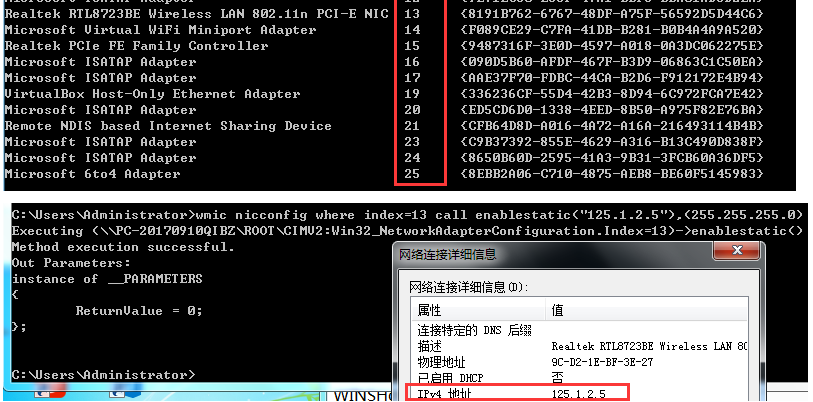 Realtek RTL8723BE Wireless LAN 802.11n PCI-E NIC 13 {8191B762-6767-48DF-A75F-56592D5D44C6}
Microsoft Virtual WiFi Miniport Adapter 14 {F089CE29-C7FA-41DB-B281-B0B4A4A9A520}
Realtek PCIe FE Family Controller 15 {9487316F-3E0D-4597-A018-0A3DC062275E}
Microsoft ISATAP Adapter 16 {090D5B60-AFDF-467F-B3D9-06863C1C50EA}
Microsoft ISATAP Adapter 17 {AAE37F70-FDBC-44CA-B2D6-F912172E4B94}
VirtualBox Host-Only Ethernet Adapter 19 {336236CF-55D4-42B3-8D94-6C972FCA7E42}
Microsoft ISATAP Adapter 20 {ED5CD6D0-1338-4EED-8B50-A975F82E76BA}
Remote NDIS based Internet Sharing Device 21 {CFB64D8D-A016-4A72-A16A-216493114B4B}
Microsoft ISATAP Adapter 23 {C9B37392-855E-4629-A316-B13C490D838F}
Microsoft ISATAP Adapter 24 {8650B60D-2595-41A3-9B31-3FCB60A36DF5}
Microsoft 6to4 Adapter 25 {8EBB2A06-C710-4875-AEB8-BE60F5145983}
C:\Users\Administrator>wmic nicconfig where index=13 call enablestatic("125.1.2.5"),(255.255.255.0)
Executing (\\PC-20170910QIBZ\ROOT\CIMV2:Win32_NetworkAdapterConfiguration.Index=13)->enablestatic()
Method execution successful.
Out Parameters:
instance of __PARAMETERS
{
ReturnValue = 0;
};
C:\Users\Administrator>
网络连接详细信息
网络连接详细信息(D):
属性 值
连接特定的 DNS 后缀
描述 Realtek RTL8723BE Wireless LAN 80
物理地址 9C-D2-1E-BF-3E-27
已启用 DHCP 否
IPv4 地址 125.1.2.5